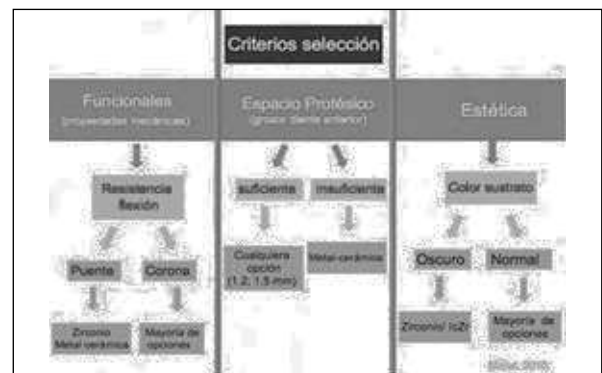 Criterios selección
Funcionales
(propiedades mecánicas)
Resistencia
flexión
Puente
Corona
Zirconio
Metal cerámica
Mayoría de
opciones
Espacio Protésico
(grosor diente anterior)
suficiente
insuficiente
Cualquiera
opción
(1.2; 1.5 mm)
Metal-cerámica
Estética
Color sustrato
Oscuro
Normal
Zirconio/
Mayoría de
opciones